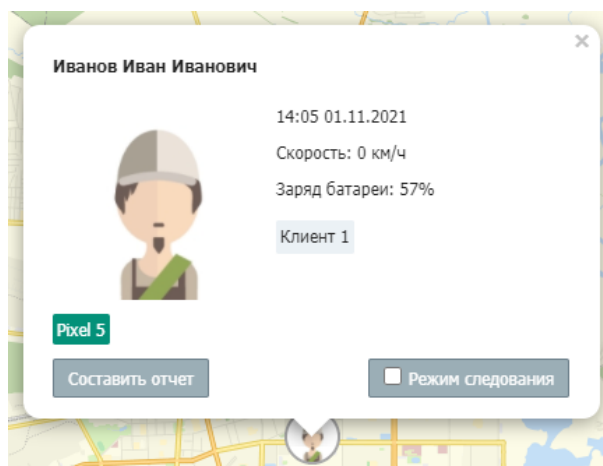 Иванов Иван Иванович
14:05 01.11.2021
Скорость: 0 км/ч
Заряд батареи: 57%
Клиент 1
Pixel 5
Составить отчет
Режим следования